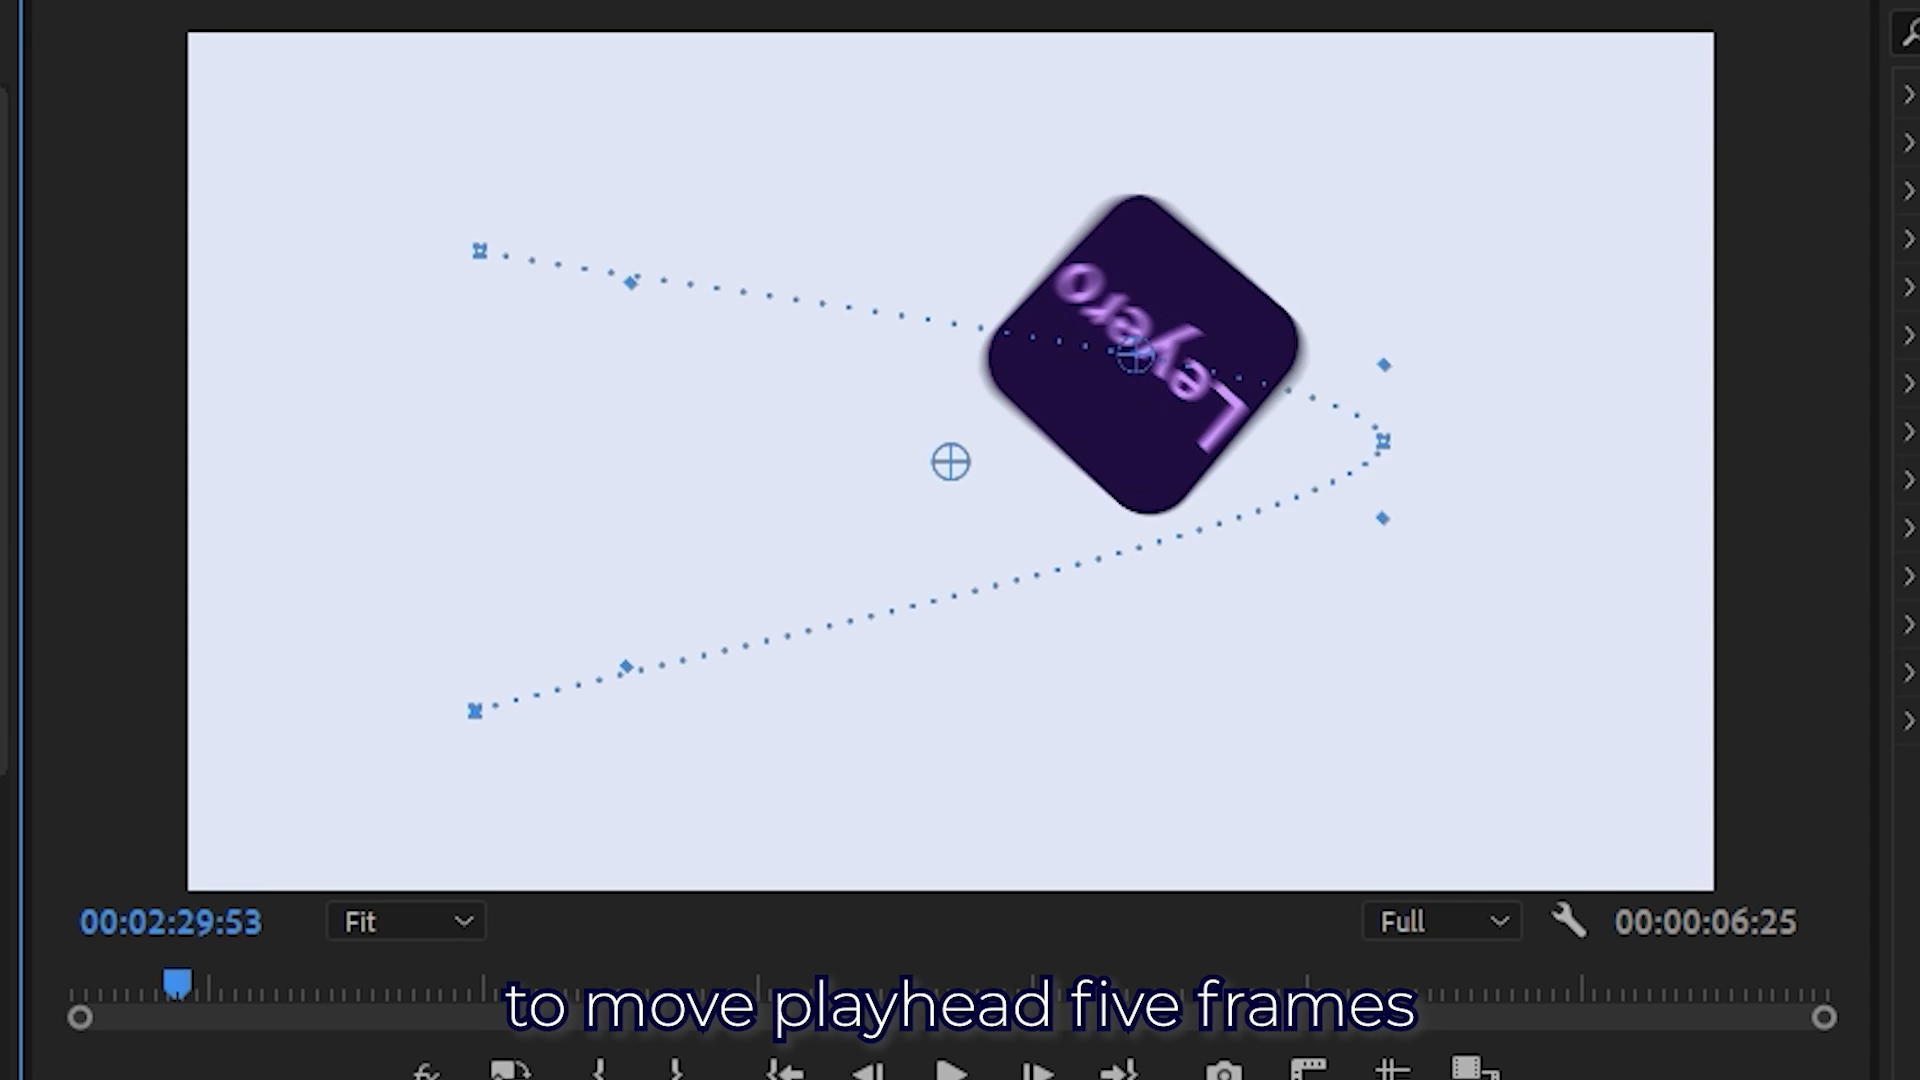 Leyero
00:02:29:53
Fit
Full
00:00:06:25
to move playhead five frames